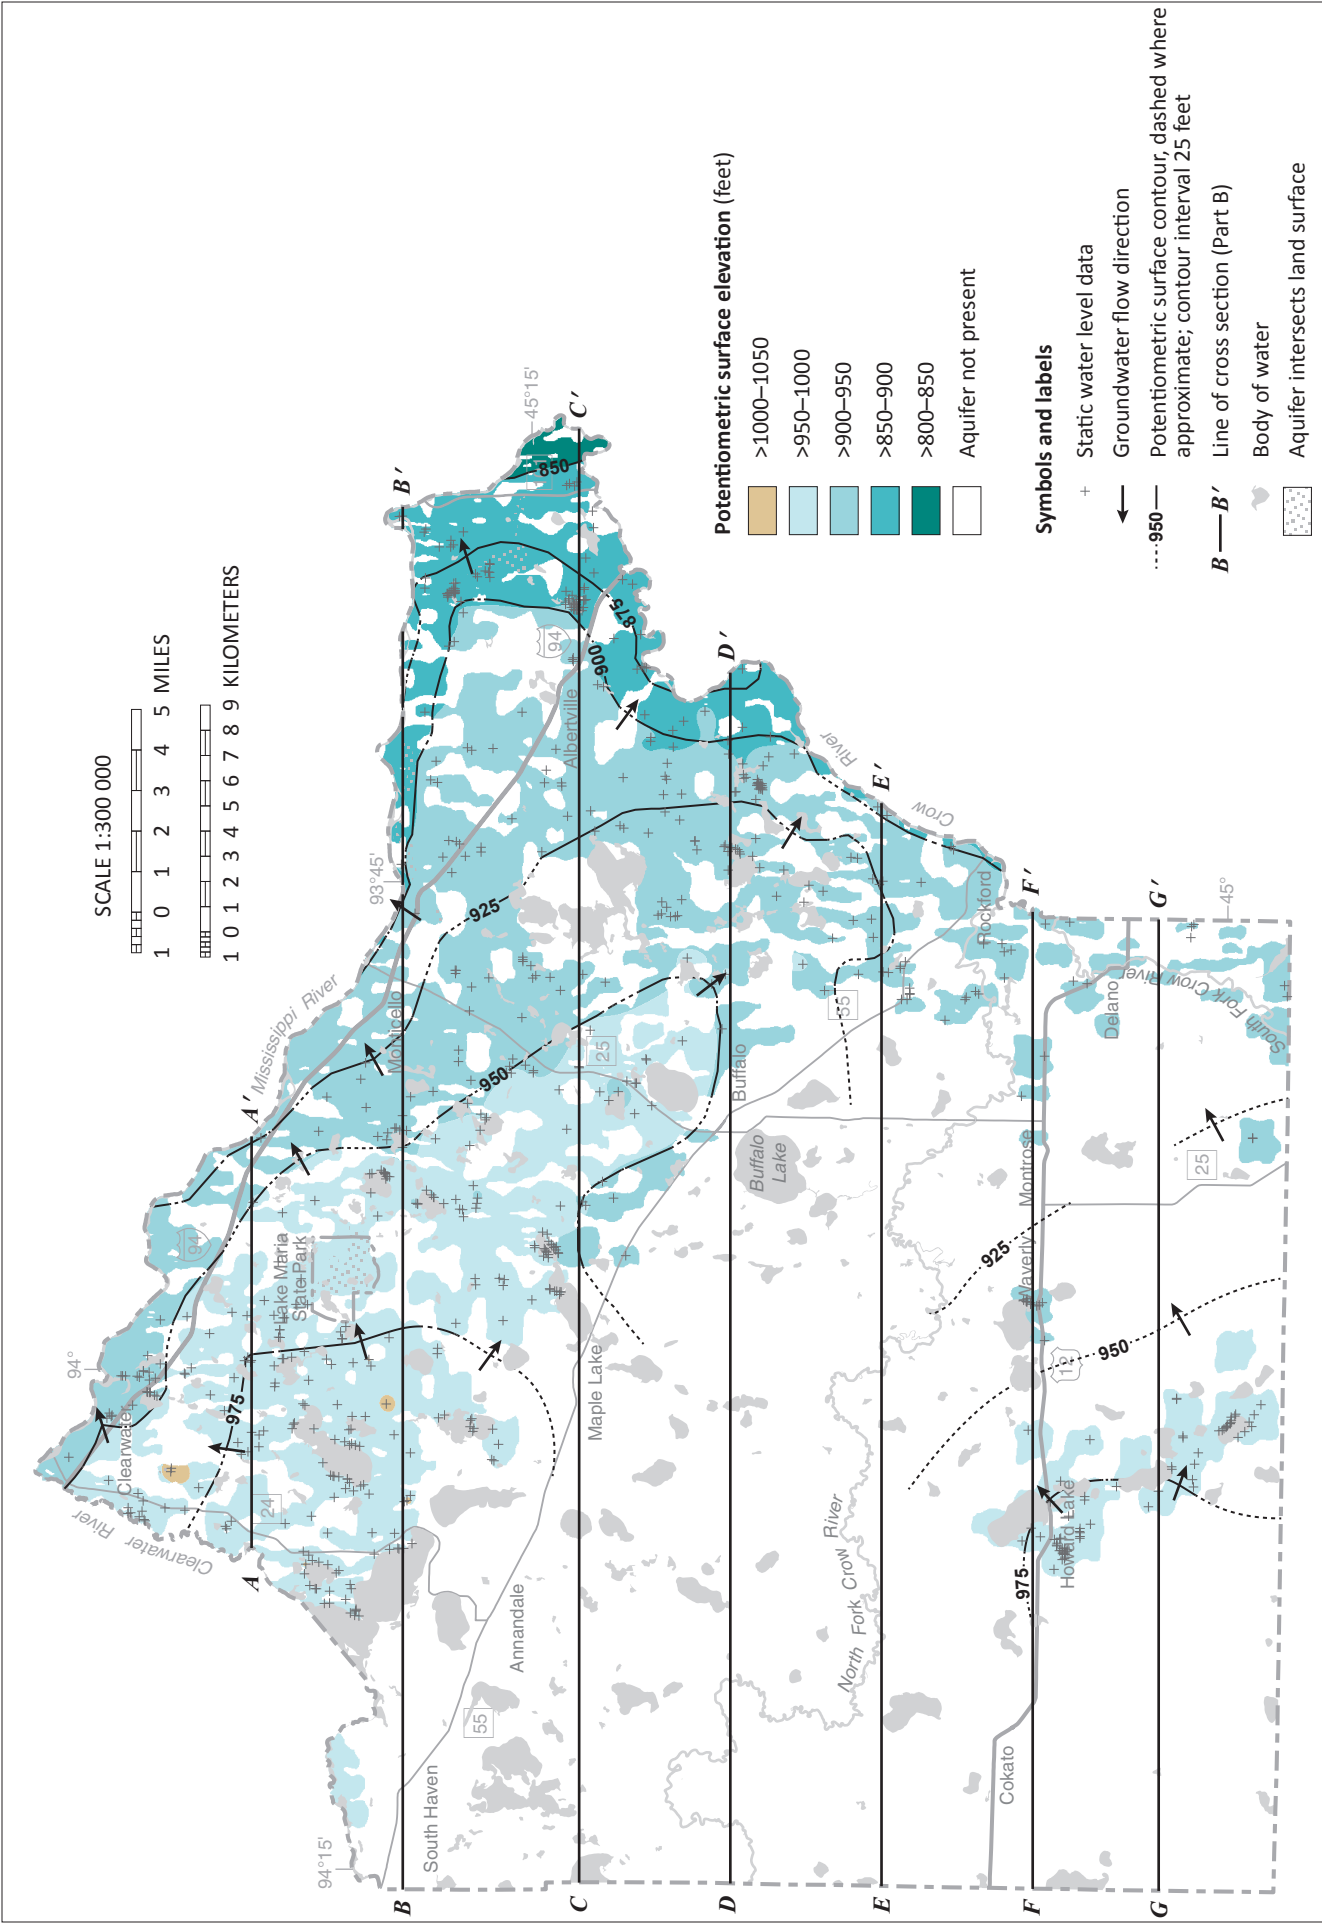 SCALE 1:300 000
1 0 1 2 3 4 5 MILES
1 0 1 2 3 4 5 6 7 8 9 KILOMETERS
94°15'
94°
93°45'
45°15'
45°
A
A′
B
B′
C
C′
D
D′
E
E′
F
F′
G
G′
Clearwater River
Mississippi River
Clearwater
Lake Maria
State Park
Monticello
Albertville
South Haven
Annandale
Maple Lake
Buffalo
Buffalo
Lake
North Fork Crow River
Crow
River
Rockford
Cokato
Howard Lake
Waverly
Montrose
Delano
South Fork Crow River
94
94
24
25
55
55
12
25
975
950
925
900
875
850
925
950
975
Potentiometric surface elevation (feet)
>1000–1050
>950–1000
>900–950
>850–900
>800–850
Aquifer not present
Symbols and labels
Static water level data
Groundwater flow direction
950
Potentiometric surface contour, dashed where
approximate; contour interval 25 feet
B B′ Line of cross section (Part B)
Body of water
Aquifer intersects land surface